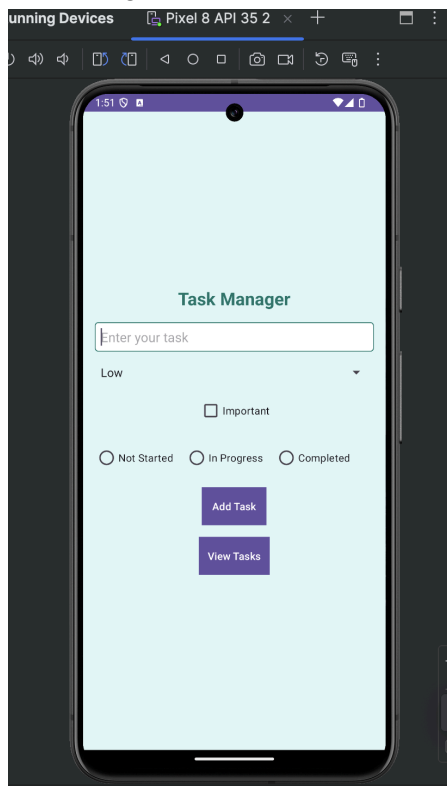 unning Devices Pixel 8 API 35 2
1:51
Task Manager
Enter your task
Low
Important
Not Started In Progress Completed
Add Task
View Tasks